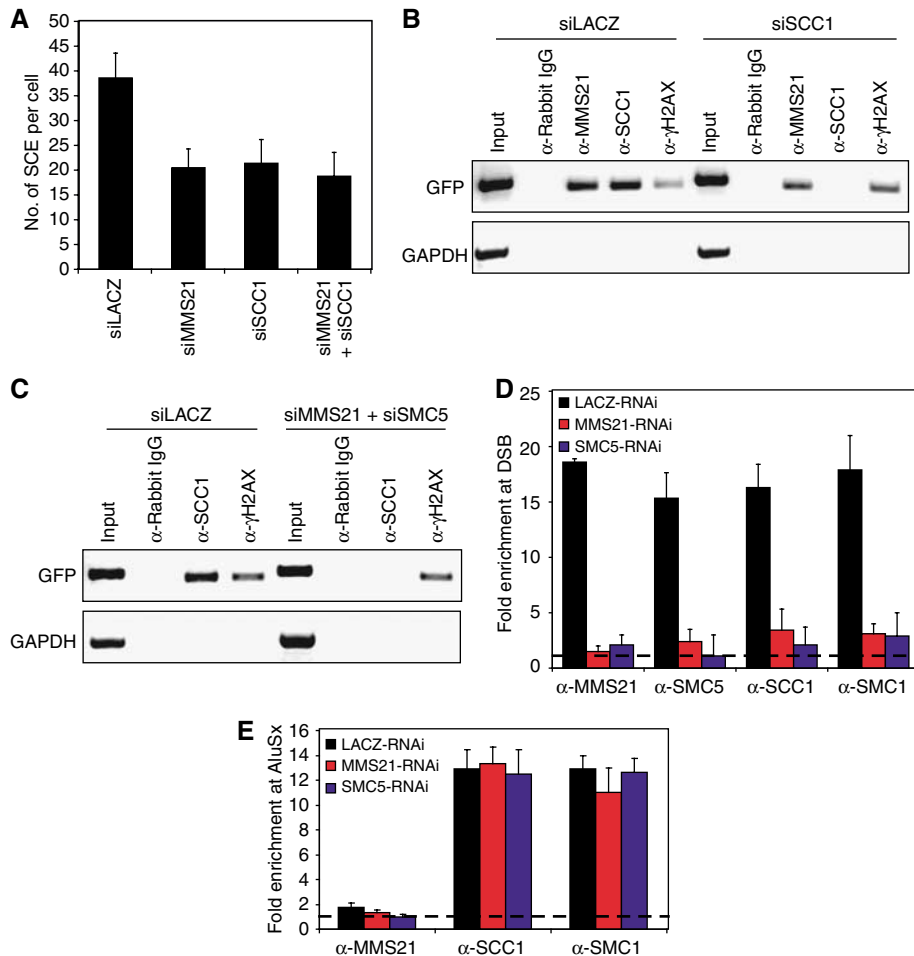 A
No. of SCE per cell
50
45
40
35
30
25
20
15
10
5
0
siLACZ
siMMS21
siSCC1
siMMS21
+ siSCC1
B
siLACZ
siSCC1
Input
α-Rabbit IgG
α-MMS21
α-SCC1
α-γH2AX
Input
α-Rabbit IgG
α-MMS21
α-SCC1
α-γH2AX
GFP
GAPDH
C
siLACZ
siMMS21 + siSMC5
Input
α-Rabbit IgG
α-SCC1
α-γH2AX
Input
α-Rabbit IgG
α-SCC1
α-γH2AX
GFP
GAPDH
D
Fold enrichment at DSB
25
20
15
10
5
0
LACZ-RNAi
MMS21-RNAi
SMC5-RNAi
α-MMS21
α-SMC5
α-SCC1
α-SMC1
E
Fold enrichment at AluSx
16
14
12
10
8
6
4
2
0
LACZ-RNAi
MMS21-RNAi
SMC5-RNAi
α-MMS21
α-SCC1
α-SMC1